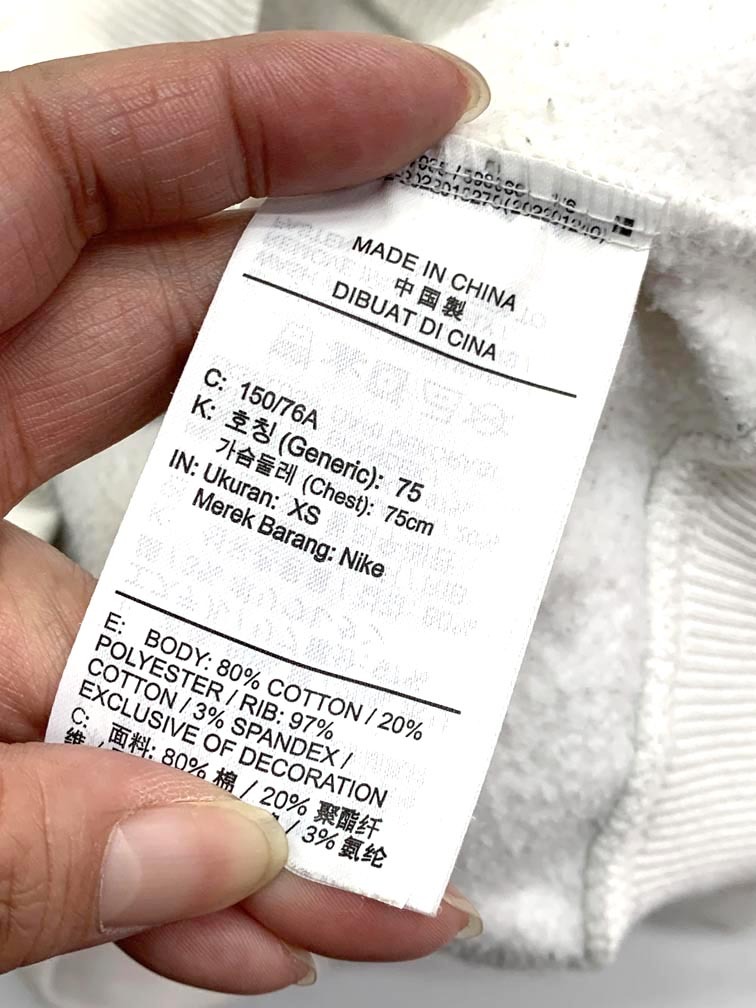 MADE IN CHINA
中国製
DIBUAT DI CINA
C: 150/76A
K: 호칭 (Generic): 75
가슴둘레 (Chest): 75cm
IN: Ukuran: XS
Merek Barang: Nike
E: BODY: 80% COTTON / 20%
POLYESTER / RIB: 97%
COTTON / 3% SPANDEX /
EXCLUSIVE OF DECORATION
C: 面料: 80% 棉 / 20% 聚酯纤
维 / 3% 氨纶